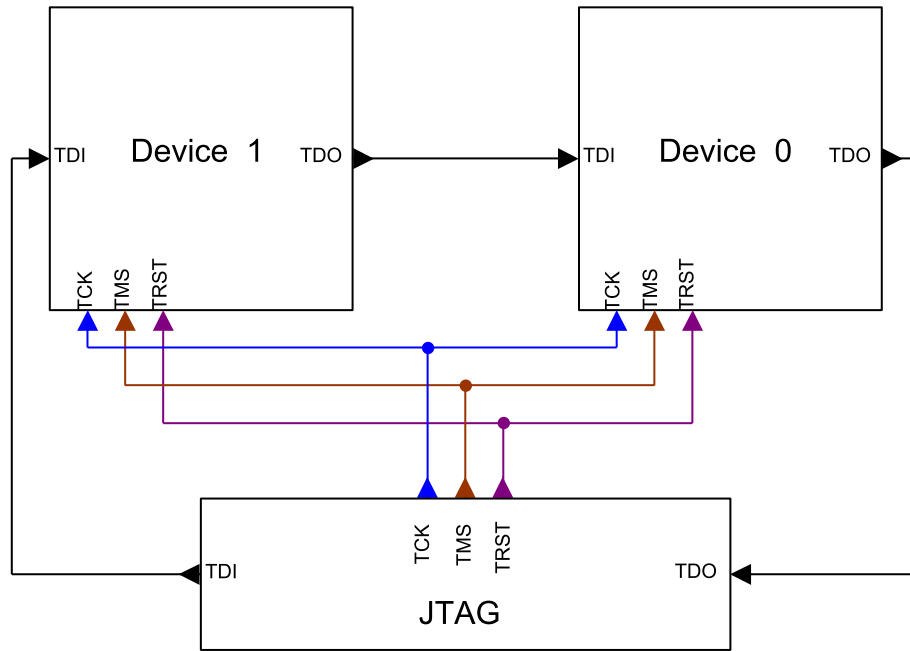 TDI
Device 1
TDO
TDI
Device 0
TDO
TCK
TMS
TRST
TCK
TMS
TRST
TCK
TMS
TRST
TDI
TDO
JTAG